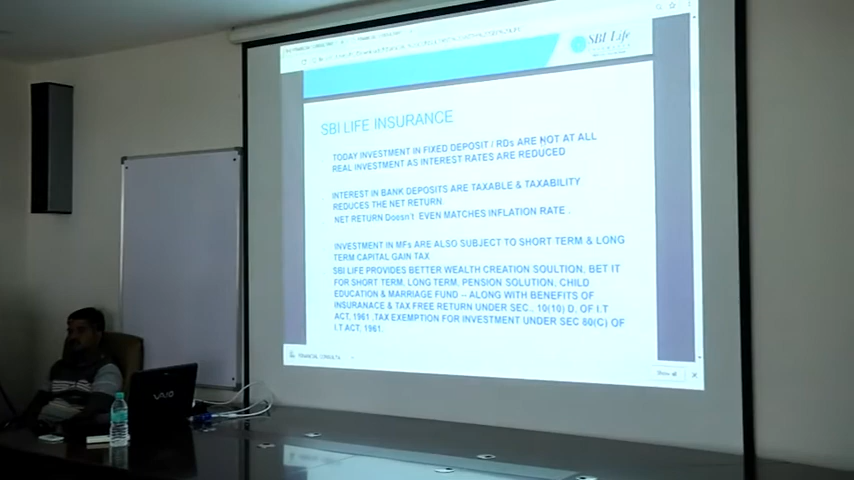 SBI Life
SBI LIFE INSURANCE
TODAY INVESTMENT IN FIXED DEPOSIT / RDs ARE NOT AT ALL
REAL INVESTMENT AS INTEREST RATES ARE REDUCED
INTEREST IN BANK DEPOSITS ARE TAXABLE & TAXABILITY
REDUCES THE NET RETURN.
NET RETURN Doesn't EVEN MATCHES INFLATION RATE .
INVESTMENT IN MFs ARE ALSO SUBJECT TO SHORT TERM & LONG
TERM CAPITAL GAIN TAX
SBI LIFE PROVIDES BETTER WEALTH CREATION SOULTION, BET IT
FOR SHORT TERM, LONG TERM, PENSION SOLUTION, CHILD
EDUCATION & MARRIAGE FUND -- ALONG WITH BENEFITS OF
INSURANACE & TAX FREE RETURN UNDER SEC., 10(10) D, OF I.T
ACT, 1961 .TAX EXEMPTION FOR INVESTMENT UNDER SEC 80(C) OF
I.T ACT, 1961.
Show all
VAIO